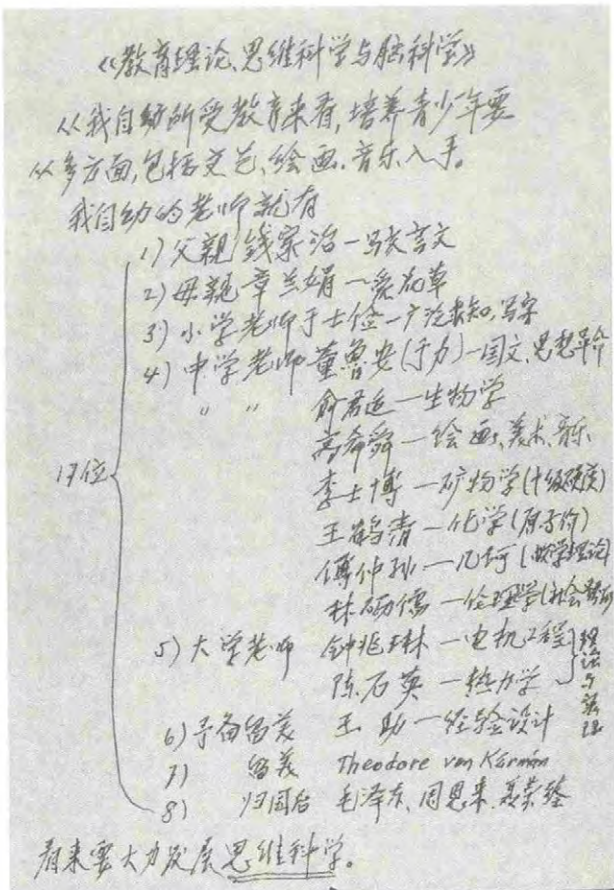 《教育理论、思维科学与脑科学》
从我自幼所受教育来看,培养青少年要
从多方面,包括文艺、绘画、音乐入手。
我自幼的老师就有
1) 父親 钱家治—写文言文
2) 母親 章兰娟—爱花草
3) 小学老师于士俭—广泛求知,写字
4) 中学老师 董鲁安(于力)—国文、思想革命
〃 〃 俞君适—生物学
高希舜—绘画、美术、音乐
李士博—矿物学(十级硬度)
王鹤清—化学(原子价)
傅仲孙—几何(数学理论)
林砺儒—伦理学(社会
5) 大学老师 钟兆琳—电机工程
陈石英—热力学
理论与实际
6) 予备留美 王助—经验设计
7) 留美 Theodore von Kármán
8) 归国后 毛泽东、周恩来、聂荣臻
17位
看来要大力发展思维科学。